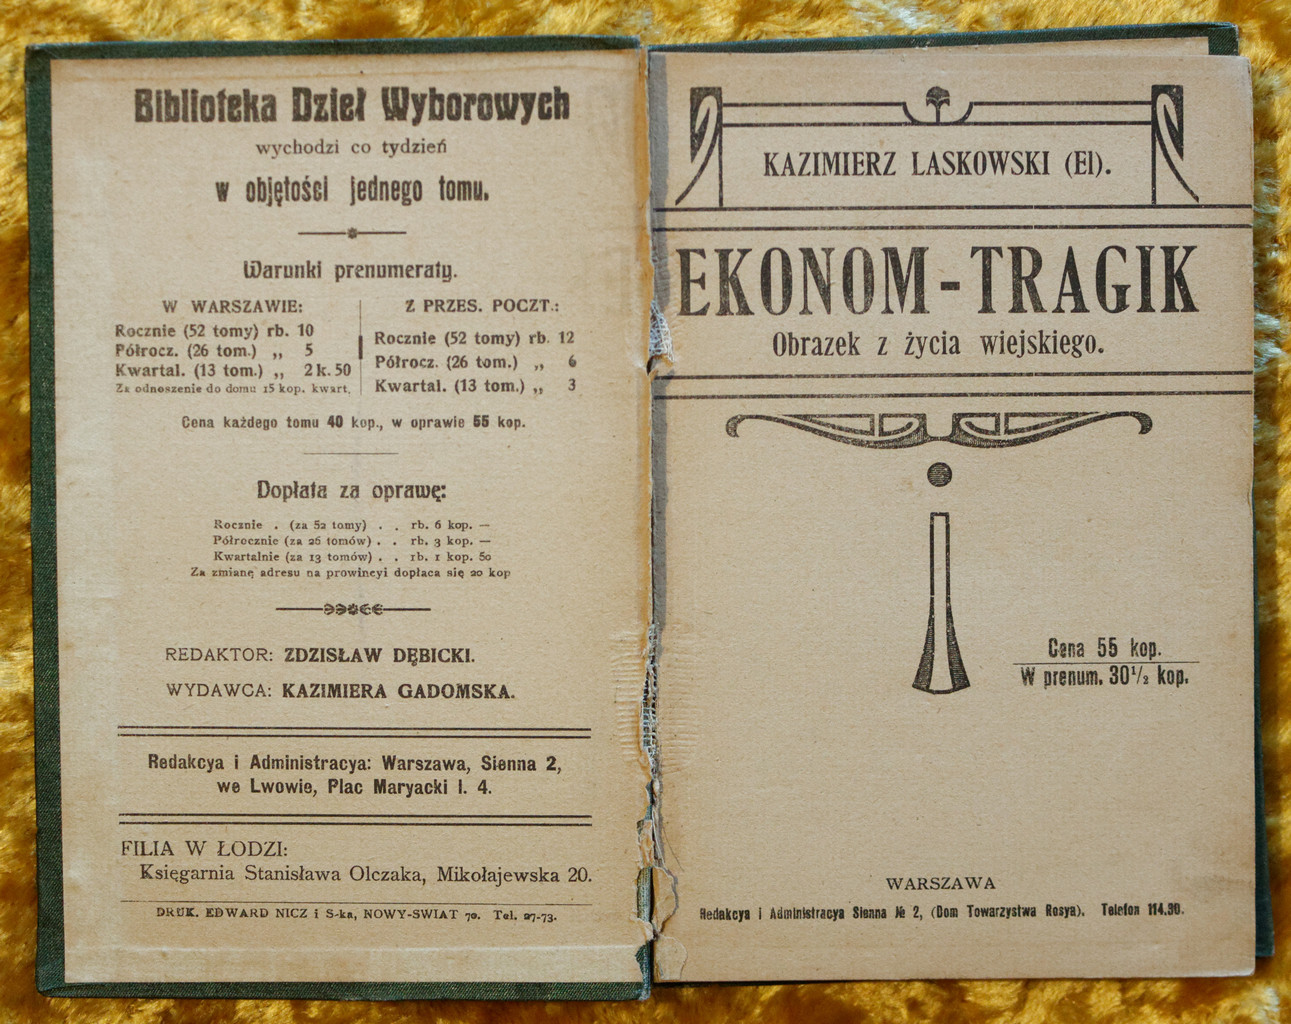 Biblioteka Dzieł Wyborowych
wychodzi co tydzień
w objętości jednego tomu.
Warunki prenumeraty.
W WARSZAWIE:
Rocznie (52 tomy) rb. 10
Półrocz. (26 tom.) „ 5
Kwartal. (13 tom.) „ 2 k. 50
Za odnoszenie do domu 15 kop. kwart.
Z PRZES. POCZT.:
Rocznie (52 tomy) rb. 12
Półrocz. (26 tom.) „ 6
Kwartal. (13 tom.) „ 3
Cena każdego tomu 40 kop., w oprawie 55 kop.
Dopłata za oprawę:
Rocznie . (za 52 tomy) . . rb. 6 kop. —
Półrocznie (za 26 tomów) . . rb. 3 kop. —
Kwartalnie (za 13 tomów) . . rb. 1 kop. 50
Za zmianę adresu na prowincyi dopłaca się 20 kop
REDAKTOR: ZDZISŁAW DĘBICKI.
WYDAWCA: KAZIMIERA GADOMSKA.
Redakcya i Administracya: Warszawa, Sienna 2,
we Lwowie, Plac Maryacki l. 4.
FILIA W ŁODZI:
Księgarnia Stanisława Olczaka, Mikołajewska 20.
DRUK. EDWARD NICZ i S-ka, NOWY-SWIAT 70. Tel. 27-73.
KAZIMIERZ LASKOWSKI (El).
EKONOM-TRAGIK
Obrazek z życia wiejskiego.
Cena 55 kop.
W prenum. 30½ kop.
WARSZAWA
Redakcya i Administracya Sienna № 2, (Dom Towarzystwa Rosya). Telefon 114.30.